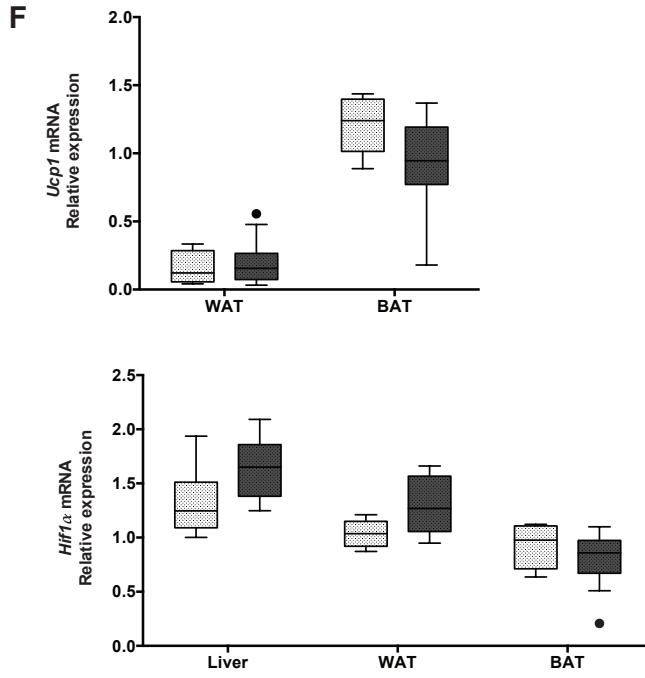 F
Ucp1 mRNA
Relative expression
2.0
1.5
1.0
0.5
0.0
WAT BAT
Hif1α mRNA
Relative expression
2.5
2.0
1.5
1.0
0.5
0.0
Liver WAT BAT